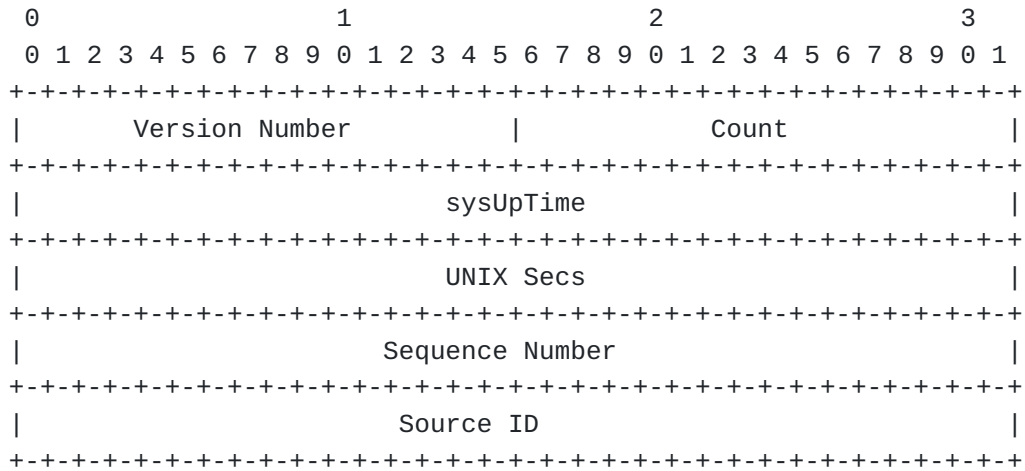 0                   1                   2                   3
 0 1 2 3 4 5 6 7 8 9 0 1 2 3 4 5 6 7 8 9 0 1 2 3 4 5 6 7 8 9 0 1
+-+-+-+-+-+-+-+-+-+-+-+-+-+-+-+-+-+-+-+-+-+-+-+-+-+-+-+-+-+-+-+-+
|       Version Number          |            Count              |
+-+-+-+-+-+-+-+-+-+-+-+-+-+-+-+-+-+-+-+-+-+-+-+-+-+-+-+-+-+-+-+-+
|                           sysUpTime                           |
+-+-+-+-+-+-+-+-+-+-+-+-+-+-+-+-+-+-+-+-+-+-+-+-+-+-+-+-+-+-+-+-+
|                           UNIX Secs                           |
+-+-+-+-+-+-+-+-+-+-+-+-+-+-+-+-+-+-+-+-+-+-+-+-+-+-+-+-+-+-+-+-+
|                       Sequence Number                         |
+-+-+-+-+-+-+-+-+-+-+-+-+-+-+-+-+-+-+-+-+-+-+-+-+-+-+-+-+-+-+-+-+
|                        Source ID                              |
+-+-+-+-+-+-+-+-+-+-+-+-+-+-+-+-+-+-+-+-+-+-+-+-+-+-+-+-+-+-+-+-+